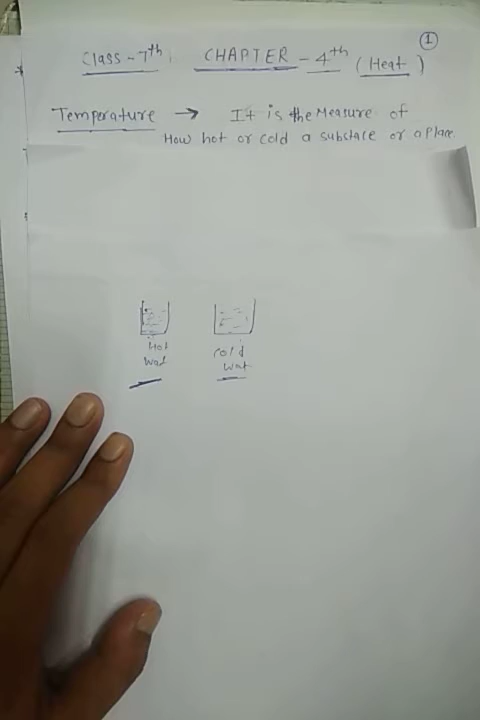 ①
Class - 7th : CHAPTER - 4th (Heat)
Temperature → It is the Measure of
How hot or cold a substace or a place.
Hot cold
Wat Wat